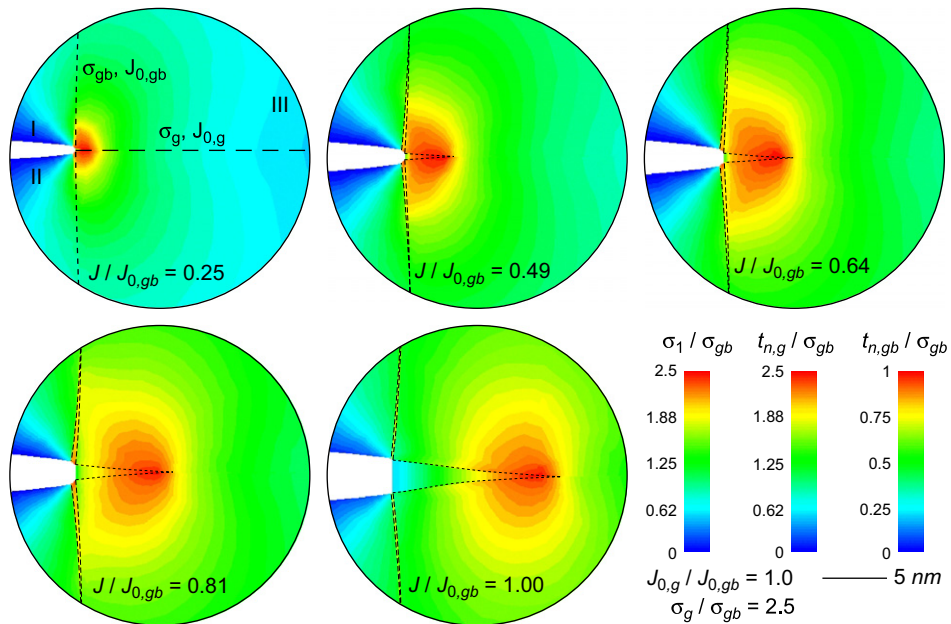 σgb, J0,gb
III
I
σg, J0,g
II
J / J0,gb = 0.25
J / J0,gb = 0.49
J / J0,gb = 0.64
σ1 / σgb
tn,g / σgb
tn,gb / σgb
2.5
2.5
1
1.88
1.88
0.75
1.25
1.25
0.5
0.62
0.62
0.25
0
0
0
J / J0,gb = 0.81
J / J0,gb = 1.00
J0,g / J0,gb = 1.0
5 nm
σg / σgb = 2.5